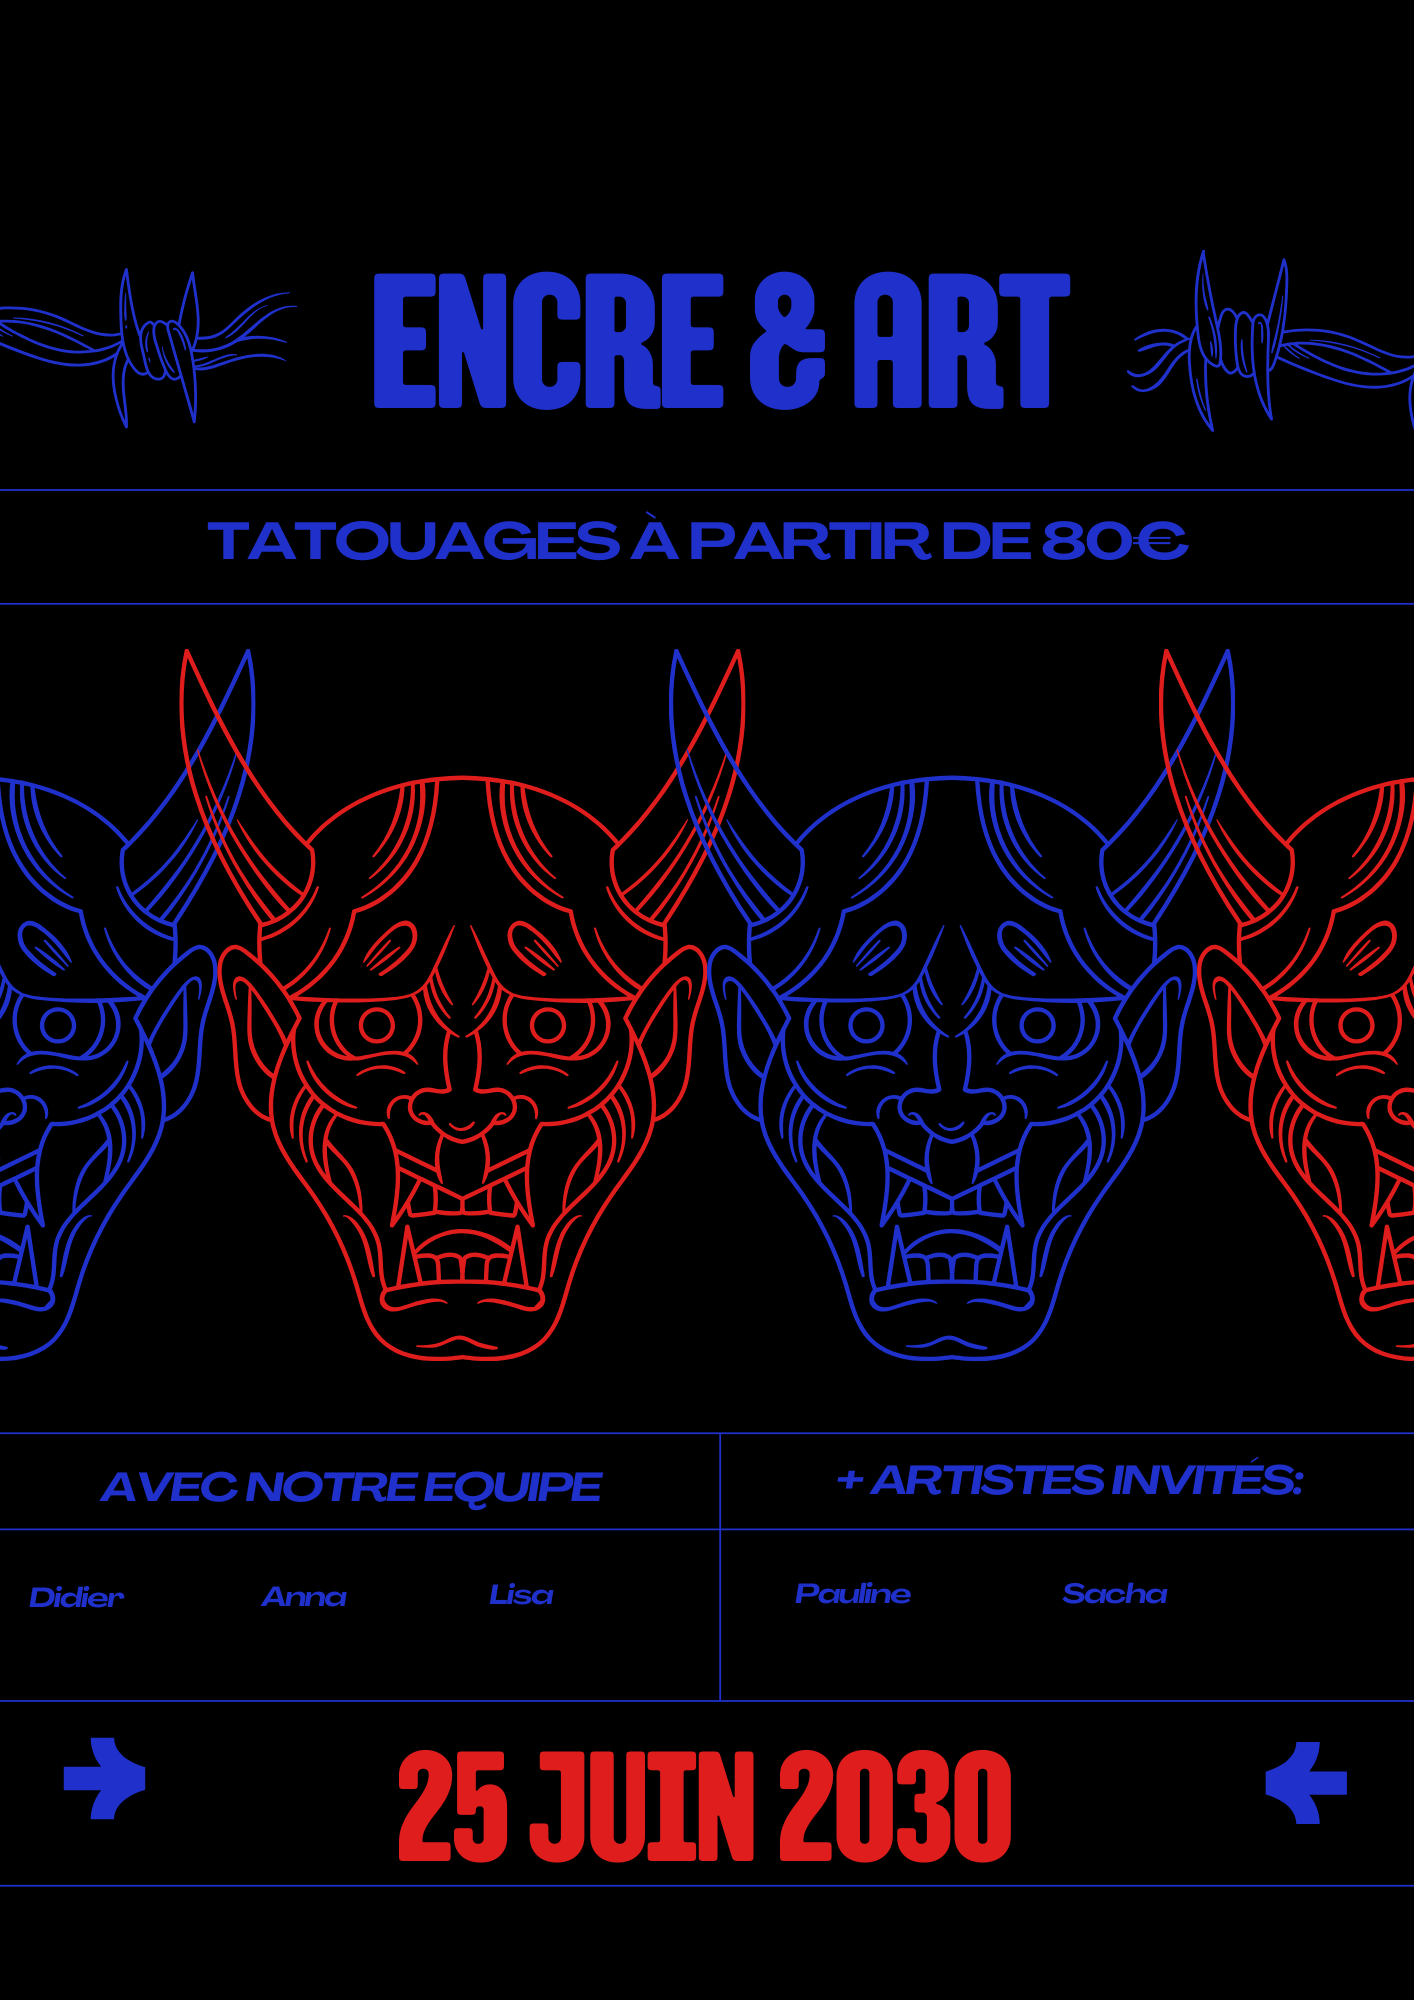 ENCRE & ART
TATOUAGES À PARTIR DE 80€
AVEC NOTRE EQUIPE
+ ARTISTES INVITÉS:
Didier Anna Lisa
Pauline Sacha
25 JUIN 2030